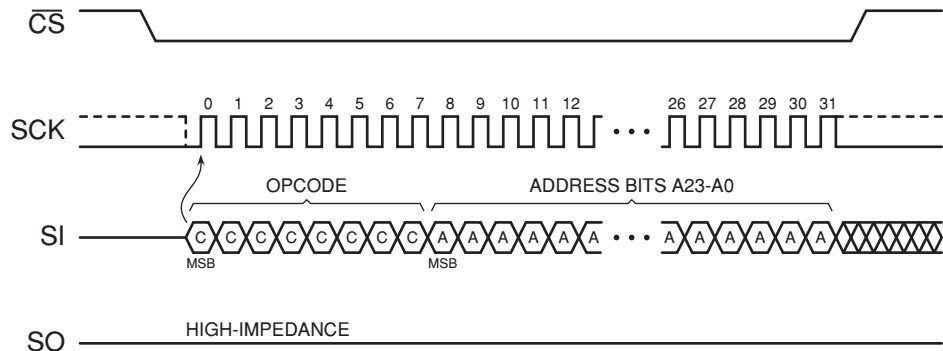 CS
0 1 2 3 4 5 6 7 8 9 10 11 12 26 27 28 29 30 31
SCK
OPCODE ADDRESS BITS A23-A0
SI C C C C C C C C A A A A A A A A A A A A
MSB MSB
HIGH-IMPEDANCE
SO